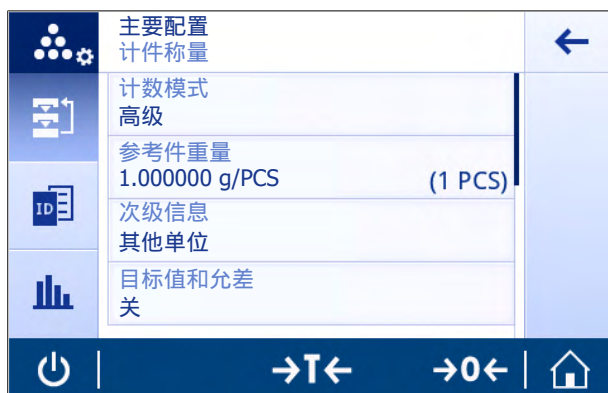 主要配置
计件称量
计数模式
高级
参考件重量
1.000000 g/PCS (1 PCS)
次级信息
其他单位
ID
目标值和允差
关
→T← →0←